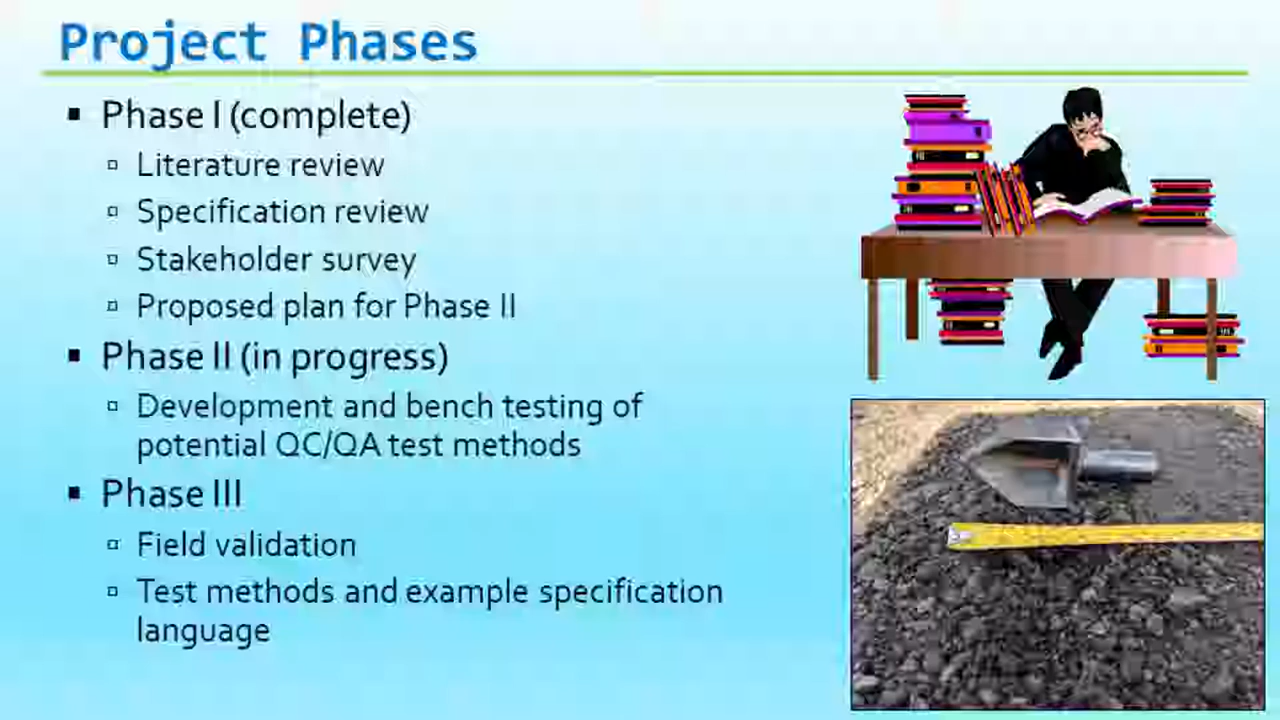 Project Phases
▪ Phase I (complete)
▫ Literature review
▫ Specification review
▫ Stakeholder survey
▫ Proposed plan for Phase II
▪ Phase II (in progress)
▫ Development and bench testing of
potential QC/QA test methods
▪ Phase III
▫ Field validation
▫ Test methods and example specification
language